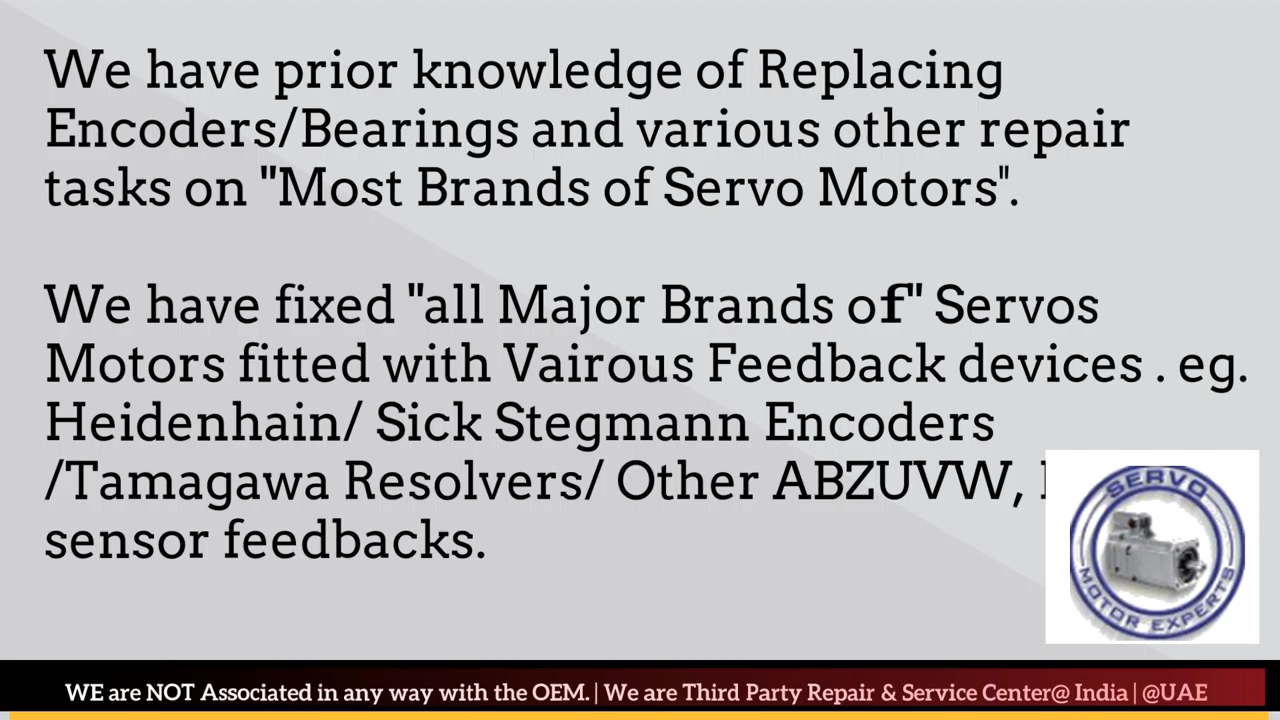 We have prior knowledge of Replacing
Encoders/Bearings and various other repair
tasks on "Most Brands of Servo Motors".
We have fixed "all Major Brands of" Servos
Motors fitted with Vairous Feedback devices . eg.
Heidenhain/ Sick Stegmann Encoders
/Tamagawa Resolvers/ Other ABZUVW,
sensor feedbacks.
SERVO
MOTOR EXPERTS
WE are NOT Associated in any way with the OEM. | We are Third Party Repair & Service Center@ India | @UAE